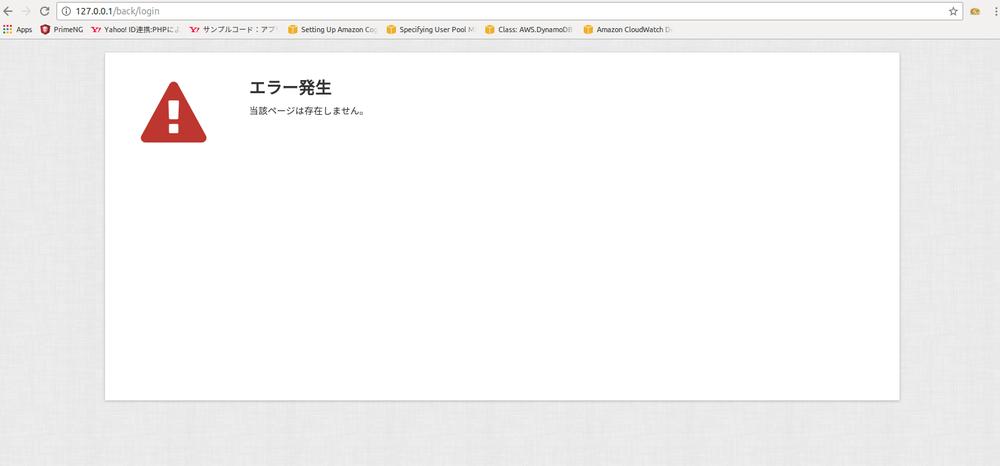 127.0.0.1/back/login
Apps PrimeNG Yahoo! ID連携:PHPに サンプルコード：アプ Setting Up Amazon Cog Specifying User Pool M Class: AWS.DynamoDB Amazon CloudWatch D
エラー発生
当該ページは存在しません。